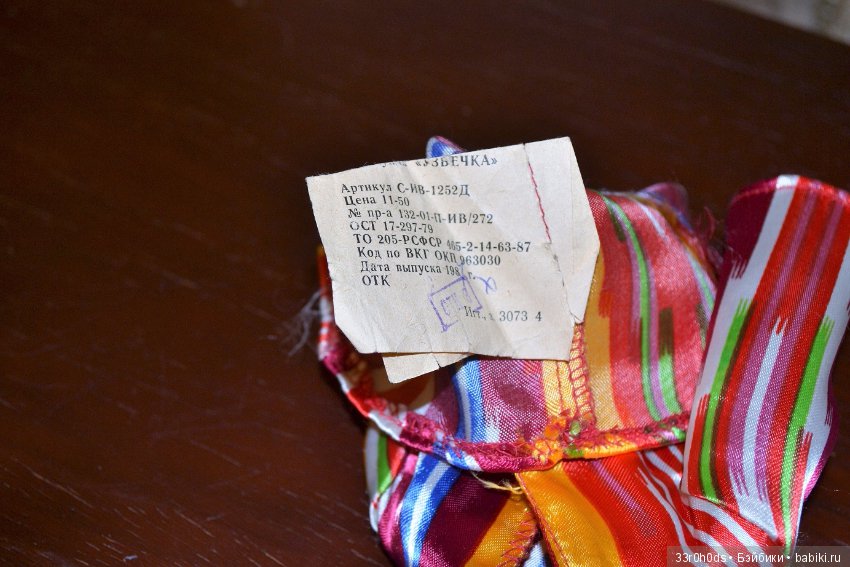 «УЗБЕЧКА»
Артикул С-ИВ-1252Д
Цена 11-50
№ пр-а 132-01-П-ИВ/272
ОСТ 17-297-79
ТО 205-РСФСР 465-2-14-63-87
Код по ВКГ ОКП 963030
Дата выпуска 198 г.
ОТК
3073 4
33r0h0ds • Бэйбики • babiki.ru